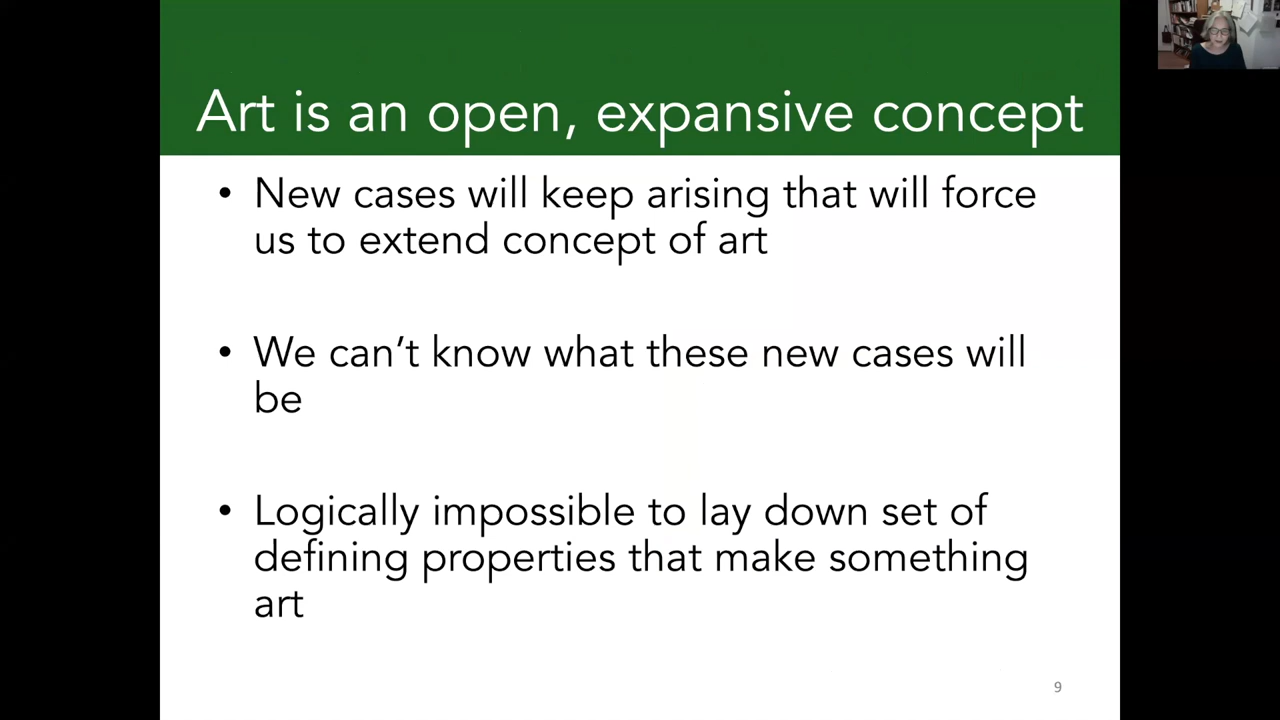 Art is an open, expansive concept
• New cases will keep arising that will force
us to extend concept of art
• We can’t know what these new cases will
be
• Logically impossible to lay down set of
defining properties that make something
art
9